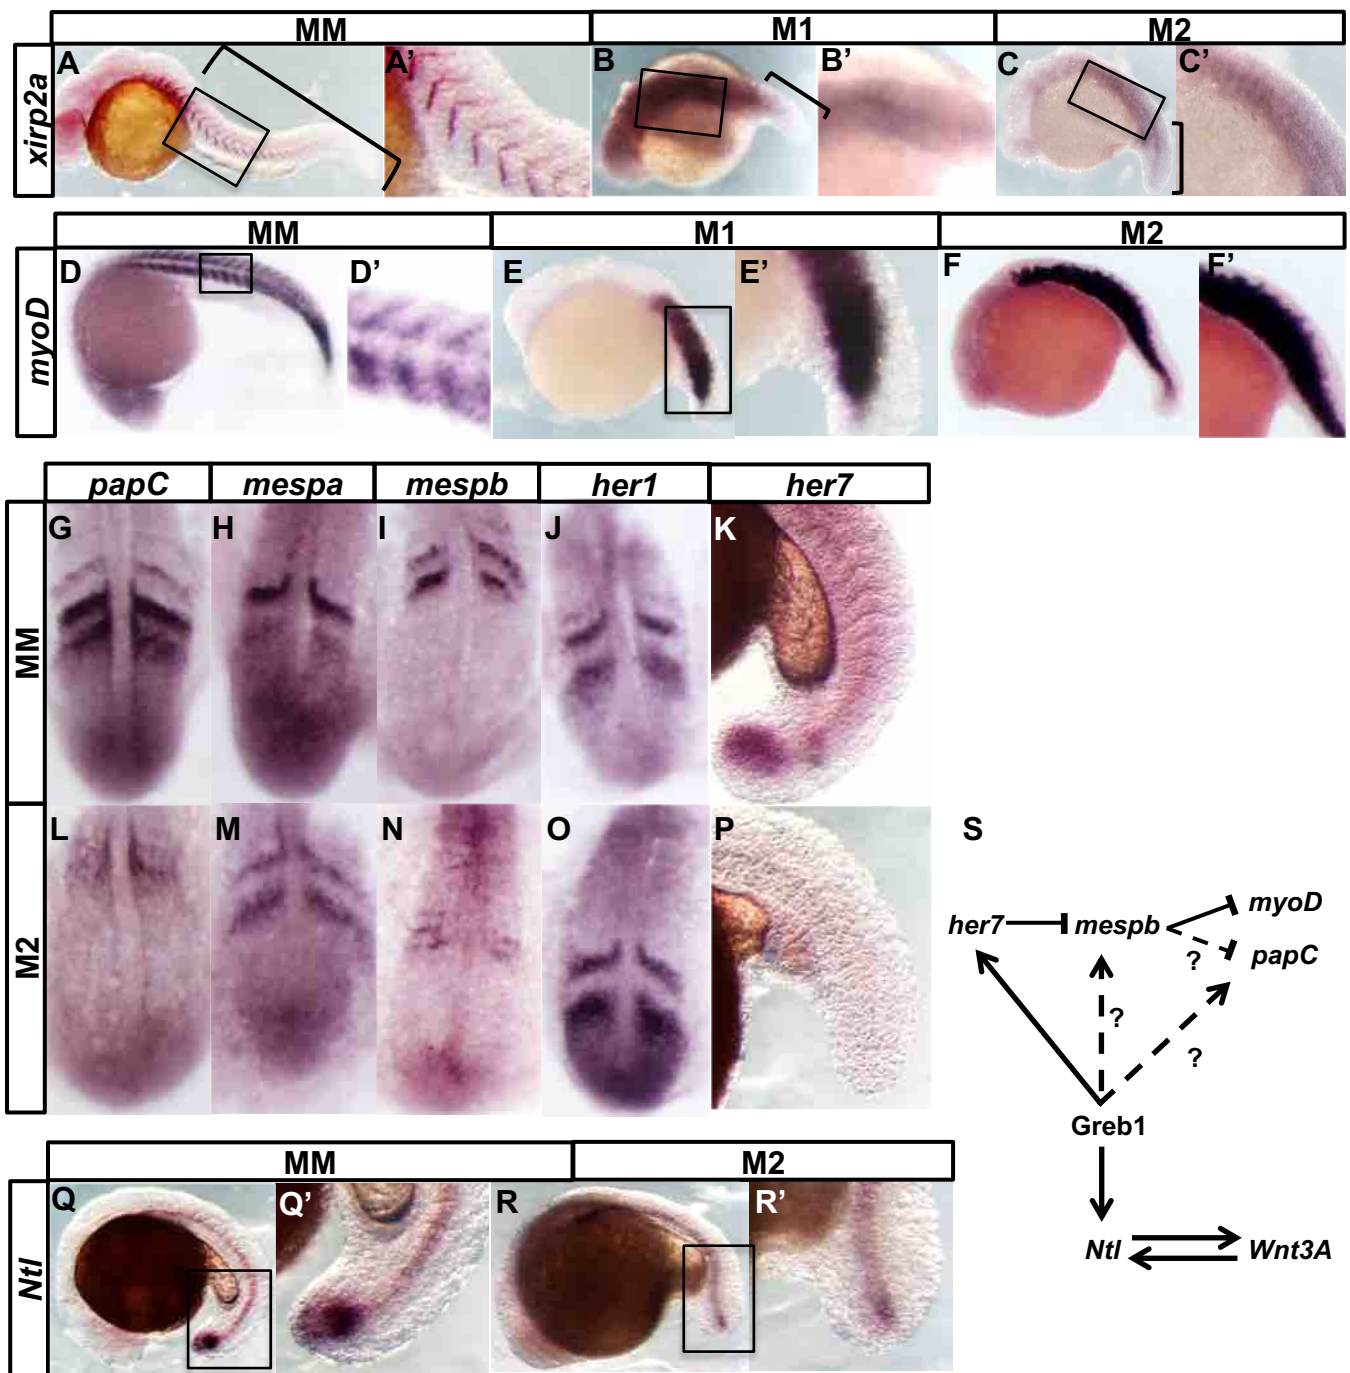 MM M1 M2
xirp2a
A A’ B B’ C C’
MM M1 M2
myoD
D D’ E E’ F F’
papC mespa mespb her1 her7
MM
G H I J K
M2
L M N O P
S
her7 mespb myoD
papC
?
?
?
Greb1
Ntl Wnt3A
MM M2
Ntl
Q Q’ R R’